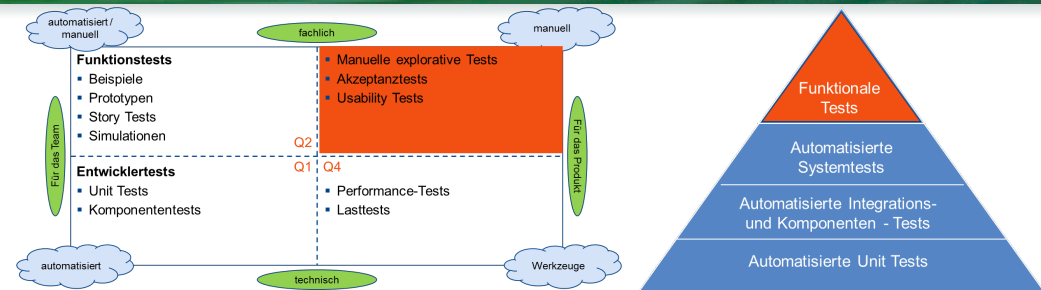 automatisiert /
manuell
fachlich
manuell
Funktionstests
Beispiele
Prototypen
Story Tests
Simulationen
Q2
Manuelle explorative Tests
Akzeptanztests
Usability Tests
Für das Team
Für das Produkt
Q1
Q4
Entwicklertests
Unit Tests
Komponententests
Performance-Tests
Lasttests
automatisiert
technisch
Werkzeuge
Funktionale
Tests
Automatisierte
Systemtests
Automatisierte Integrations-
und Komponenten - Tests
Automatisierte Unit Tests